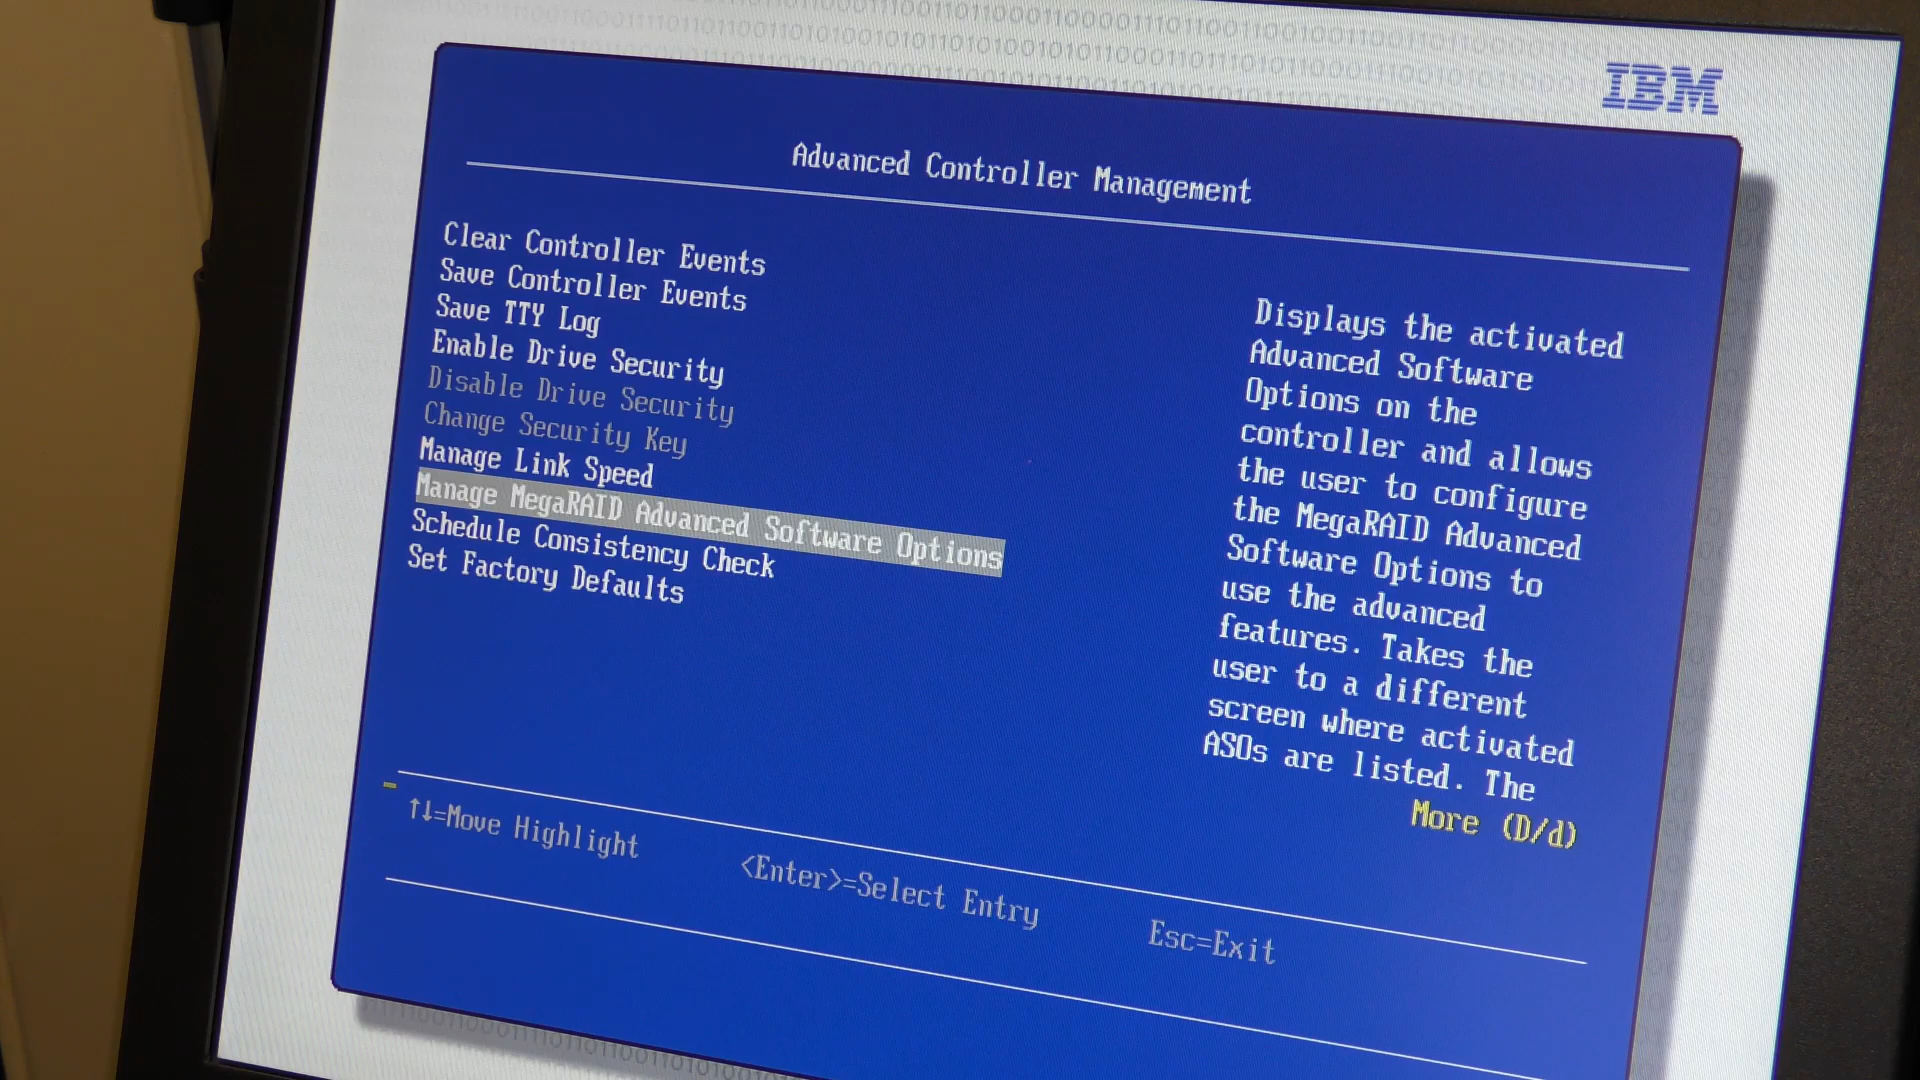 IBM
Advanced Controller Management
Clear Controller Events
Save Controller Events
Save TTY Log
Enable Drive Security
Disable Drive Security
Change Security Key
Manage Link Speed
Manage MegaRAID Advanced Software Options
Schedule Consistency Check
Set Factory Defaults
Displays the activated
Advanced Software
Options on the
controller and allows
the user to configure
the MegaRAID Advanced
Software Options to
use the advanced
features. Takes the
user to a different
screen where activated
ASOs are listed. The
More (D/d)
↑↓=Move Highlight
<Enter>=Select Entry
Esc=Exit